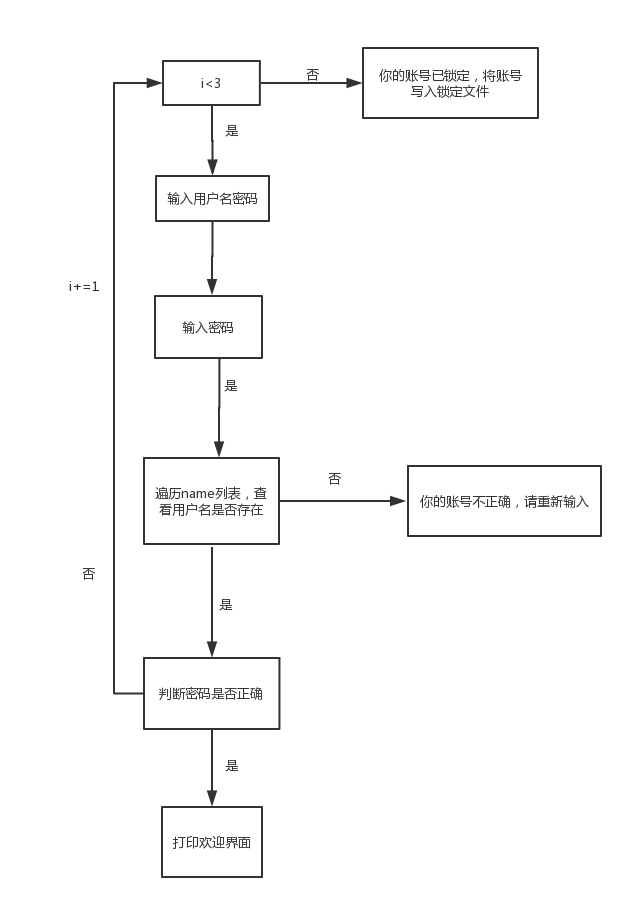 i<3
否
你的账号已锁定，将账号
写入锁定文件
是
输入用户名密码
i+=1
输入密码
是
遍历name列表，查
看用户名是否存在
否
你的账号不正确，请重新输入
否
是
判断密码是否正确
是
打印欢迎界面